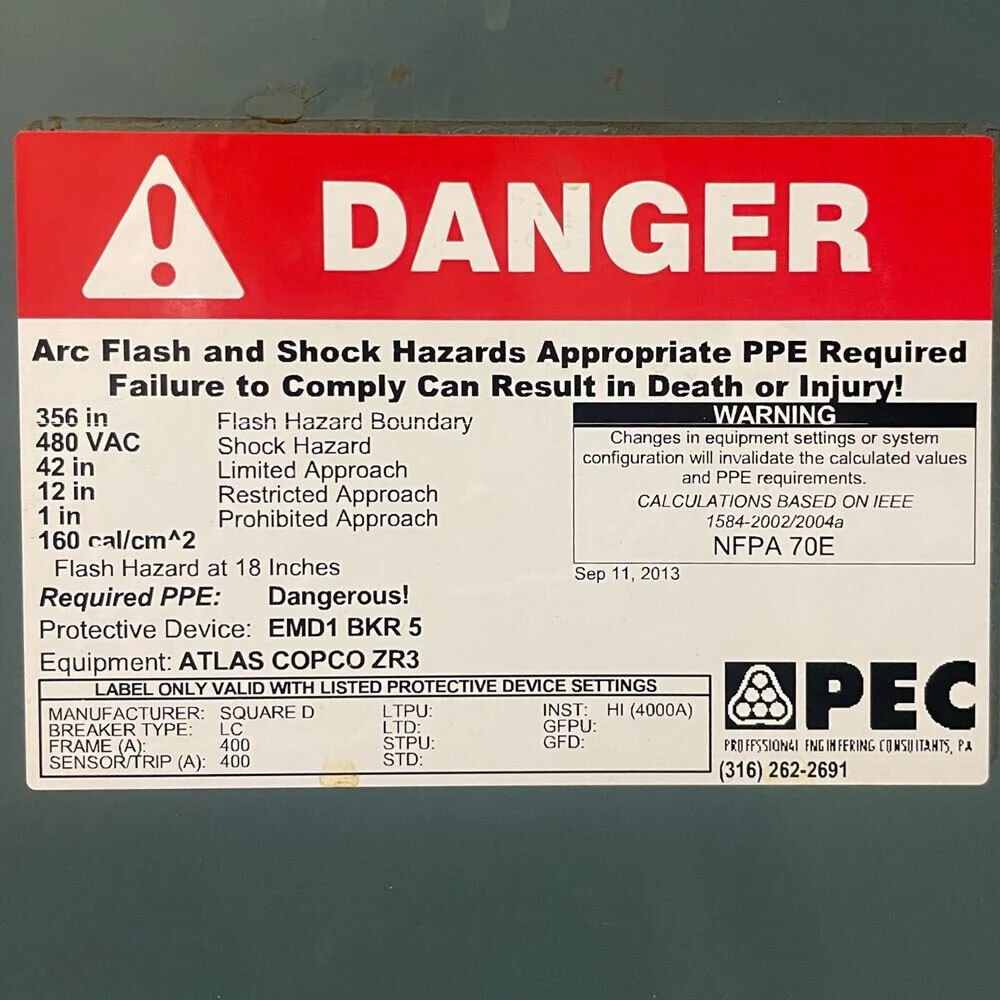 DANGER
Arc Flash and Shock Hazards Appropriate PPE Required
Failure to Comply Can Result in Death or Injury!
356 in Flash Hazard Boundary
480 VAC Shock Hazard
42 in Limited Approach
12 in Restricted Approach
1 in Prohibited Approach
160 cal/cm^2
Flash Hazard at 18 Inches
Required PPE: Dangerous!
Protective Device: EMD1 BKR 5
Equipment: ATLAS COPCO ZR3
WARNING
Changes in equipment settings or system
configuration will invalidate the calculated values
and PPE requirements.
CALCULATIONS BASED ON IEEE
1584-2002/2004a
NFPA 70E
Sep 11, 2013
LABEL ONLY VALID WITH LISTED PROTECTIVE DEVICE SETTINGS
MANUFACTURER: SQUARE D LTPU: INST: HI (4000A)
BREAKER TYPE: LC LTD: GFPU:
FRAME (A): 400 STPU: GFD:
SENSOR/TRIP (A): 400 STD:
PEC
PROFESSIONAL ENGINEERING CONSULTANTS, P.A.
(316) 262-2691